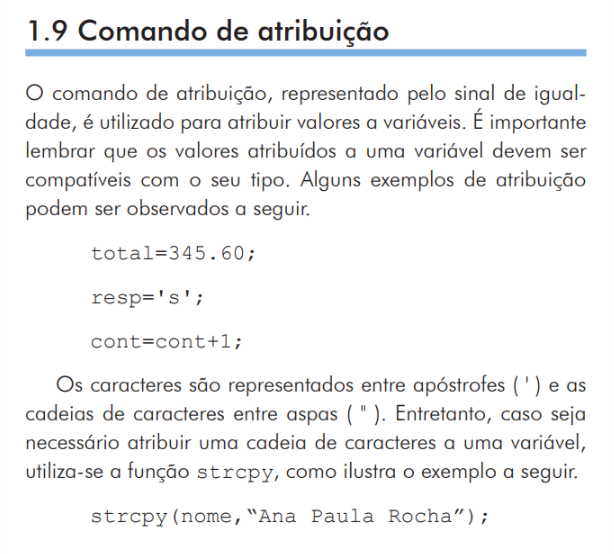 1.9 Comando de atribuição
O comando de atribuição, representado pelo sinal de igual-
dade, é utilizado para atribuir valores a variáveis. É importante
lembrar que os valores atribuídos a uma variável devem ser
compatíveis com o seu tipo. Alguns exemplos de atribuição
podem ser observados a seguir.
total=345.60;
resp='s';
cont=cont+1;
Os caracteres são representados entre apóstrofes (') e as
cadeias de caracteres entre aspas ("). Entretanto, caso seja
necessário atribuir uma cadeia de caracteres a uma variável,
utiliza-se a função strcpy, como ilustra o exemplo a seguir.
strcpy(nome,“Ana Paula Rocha”);